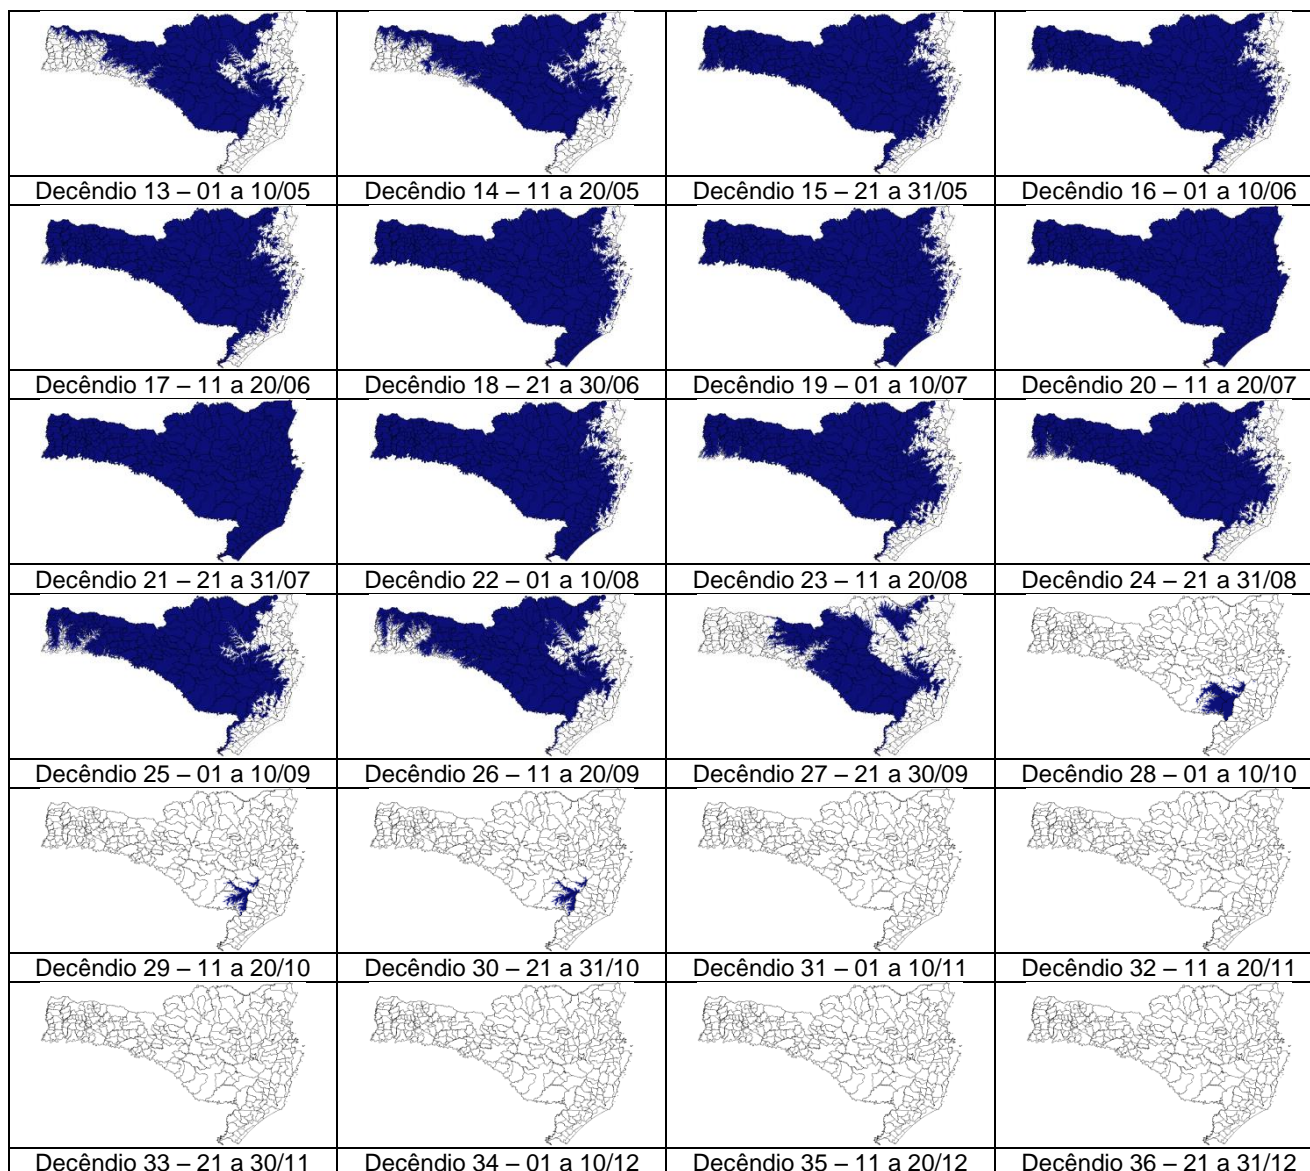 Decêndio 13 – 01 a 10/05
Decêndio 14 – 11 a 20/05
Decêndio 15 – 21 a 31/05
Decêndio 16 – 01 a 10/06
Decêndio 17 – 11 a 20/06
Decêndio 18 – 21 a 30/06
Decêndio 19 – 01 a 10/07
Decêndio 20 – 11 a 20/07
Decêndio 21 – 21 a 31/07
Decêndio 22 – 01 a 10/08
Decêndio 23 – 11 a 20/08
Decêndio 24 – 21 a 31/08
Decêndio 25 – 01 a 10/09
Decêndio 26 – 11 a 20/09
Decêndio 27 – 21 a 30/09
Decêndio 28 – 01 a 10/10
Decêndio 29 – 11 a 20/10
Decêndio 30 – 21 a 31/10
Decêndio 31 – 01 a 10/11
Decêndio 32 – 11 a 20/11
Decêndio 33 – 21 a 30/11
Decêndio 34 – 01 a 10/12
Decêndio 35 – 11 a 20/12
Decêndio 36 – 21 a 31/12